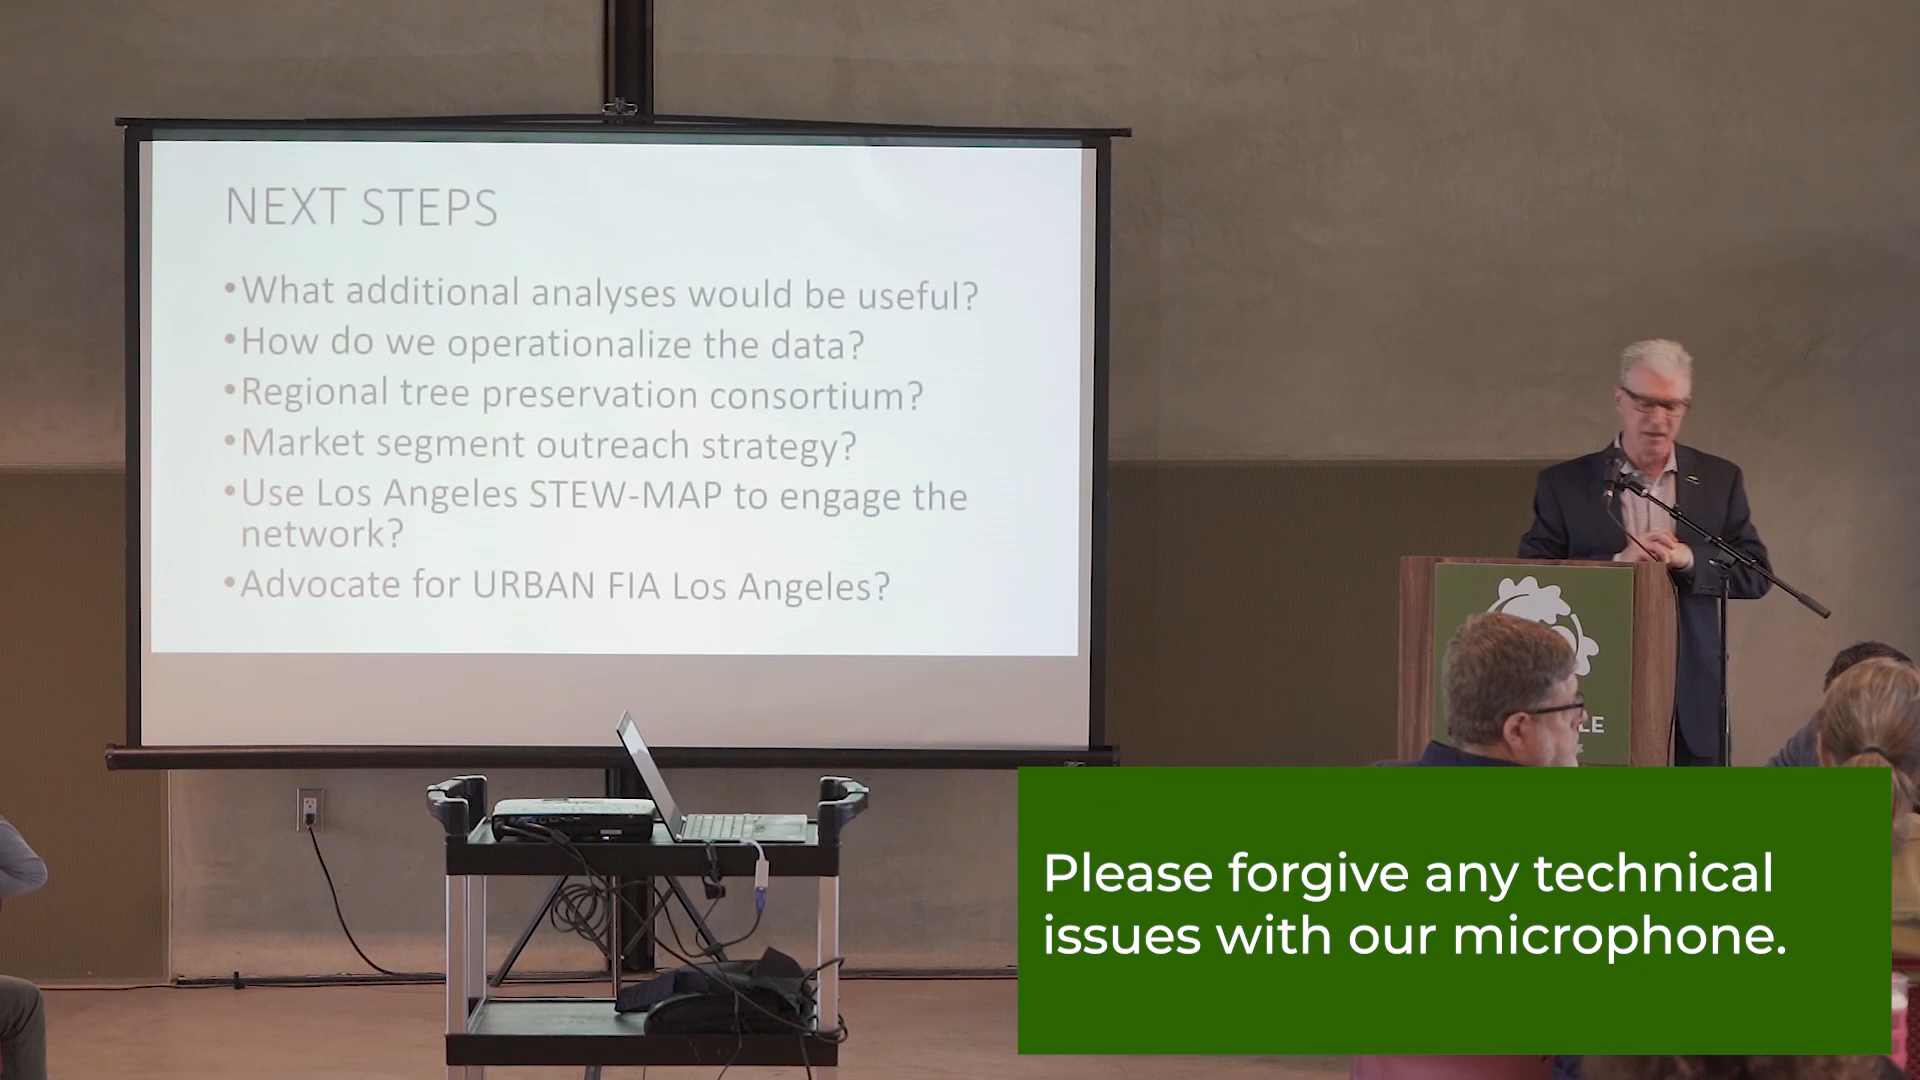 NEXT STEPS
•What additional analyses would be useful?
•How do we operationalize the data?
•Regional tree preservation consortium?
•Market segment outreach strategy?
•Use Los Angeles STEW-MAP to engage the
network?
•Advocate for URBAN FIA Los Angeles?
LE
Please forgive any technical
issues with our microphone.